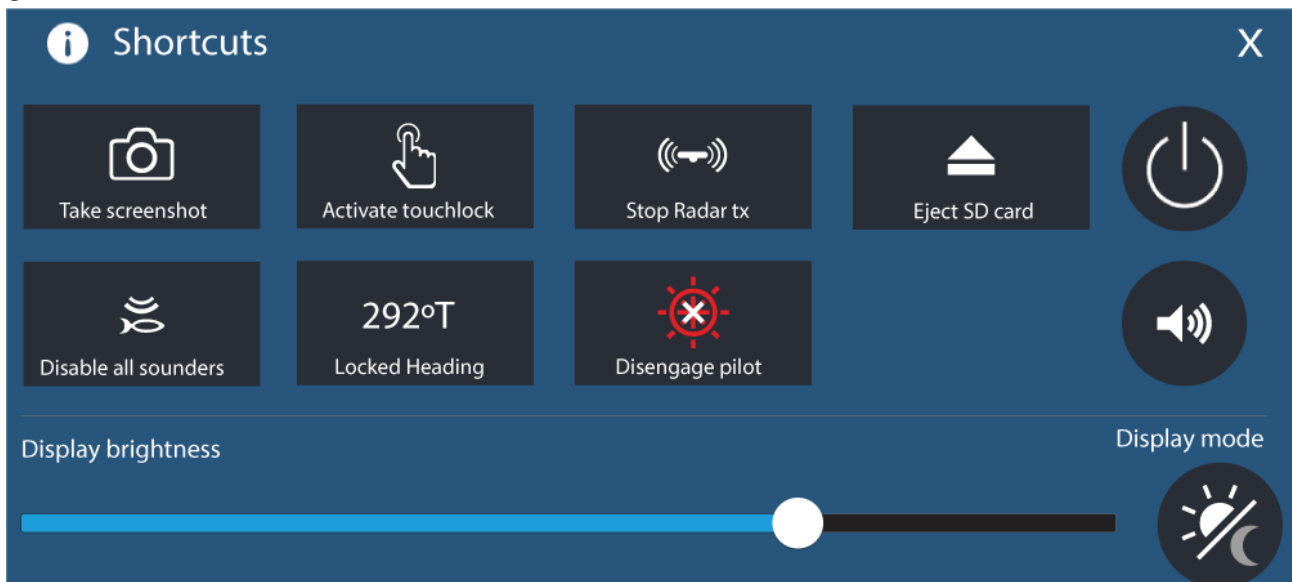 Shortcuts
X
Take screenshot
Activate touchlock
Stop Radar tx
Eject SD card
Disable all sounders
292ºT
Locked Heading
Disengage pilot
Display brightness
Display mode